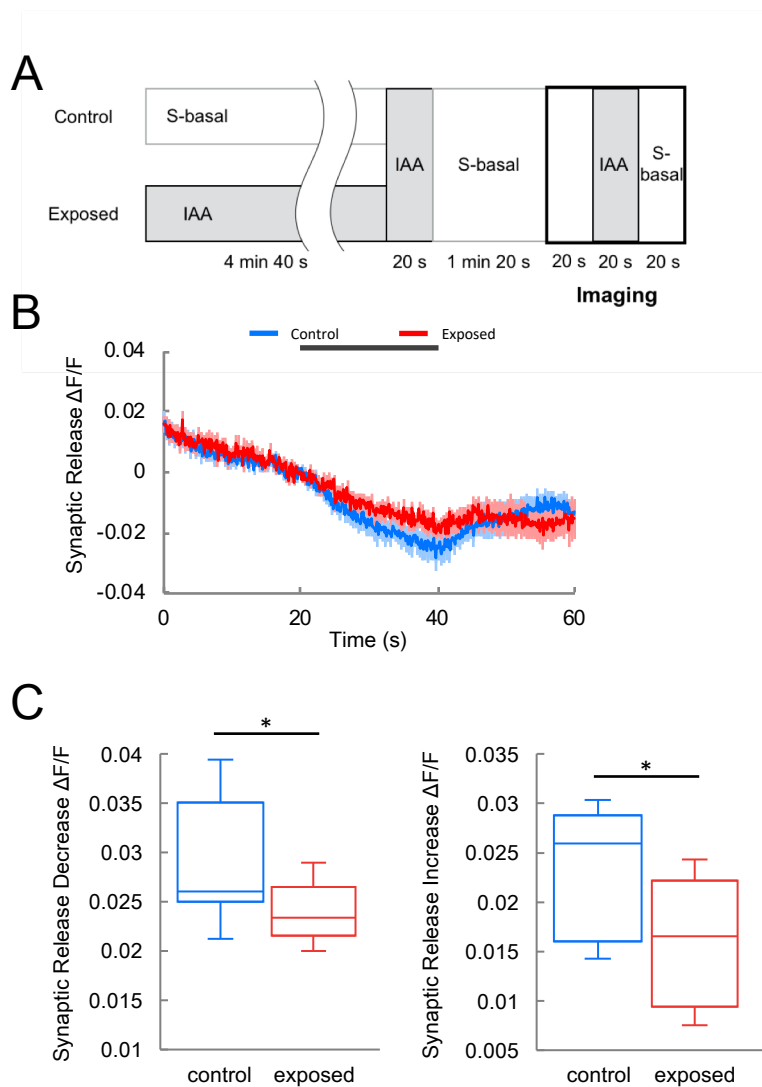 A
Control
S-basal
IAA
S-basal
IAA
S-
basal
Exposed
IAA
4 min 40 s
20 s
1 min 20 s
20 s
20 s
20 s
Imaging
B
Control
Exposed
Synaptic Release ΔF/F
0.04
0.02
0
-0.02
-0.04
0
20
40
60
Time (s)
C
Synaptic Release Decrease ΔF/F
0.04
0.035
0.03
0.025
0.02
0.015
0.01
*
control
exposed
Synaptic Release Increase ΔF/F
0.035
0.03
0.025
0.02
0.015
0.01
0.005
*
control
exposed